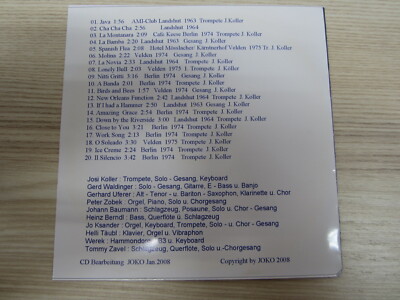 01. Java 1:56 AMI-Club Landshut 1963 Trompete J.Koller
02. Cha Cha Cha 2:56 Landshut 1964
03. La Montanara 2:09 Cafe Kasou Berlin 1974 Trompete J. Koller
04. La Bamba 2:20 Landshut 1963 Gesang J. Koller
05. Spanish Flea 2:08 Hotel Mösslacher Kärntnerhof Velden 1975 Tr. J. Koller
06. Molina 2:22 Velden 1974 Gesang J. Koller
07. La Novia 2:33 Landshut 1964 Trompete J. Koller
08. Lonely Bull 2:03 Velden 1975 1. Trompete J. Koller
09. Nitti Gritti 3:16 Berlin 1974 Gesang J. Koller
10. A Banda 2:01 Berlin 1974 Trompete J. Koller
11. Birds and Bees 1:57 Velden 1974 Gesang J. Koller
12. New Orleans Function 2:42 Landshut 1964 Trompete J. Koller
13. If I had a Hammer 2:50 Landshut 1963 Gesang J. Koller
14. Amazing Grace 2:54 Berlin 1974 Trompete J. Koller
15. Down by the Riverside 3:00 Landshut 1964 Trompete J. Koller
16. Close to You 3:21 Berlin 1974 Trompete J. Koller
17. Work Song 2:13 Berlin 1974 Trompete J. Koller
18. O Soleado 3:30 Velden 1975 Trompete J. Koller
19. Ice Creme 2:24 Berlin 1974 Trompete J. Koller
20. Il Silencio 3:42 Berlin 1974 Trompete J. Koller
Josi Koller : Trompete, Solo - Gesang, Keyboard
Gerd Waldinger : Solo - Gesang, Gitarre, E - Bass u. Banjo
Gerhard Uferer : Alt - Tenor - u. Bariton - Saxophon, Klarinette u. Chor
Peter Zobek : Orgel, Piano, Solo u. Chorgesang
Johann Baumann : Schlagzeug, Posaune, Solo u. Chor - Gesang
Heinz Berndl : Bass, Querflöte u. Schlagzeug
Jo Ksander : Orgel, Keyboard Trompete, Solo - u. Chor - Gesang
Helli Täubl : Klavier, Orgel u. Vibraphon
Werek : Hammondorgel B3 u. Keyboard
Tommy Zavel : Schlagzeug, Querflöte, Solo u.-Chorgesang
CD Bearbeitung JOKO Jan.2008 Copyright by JOKO 2008